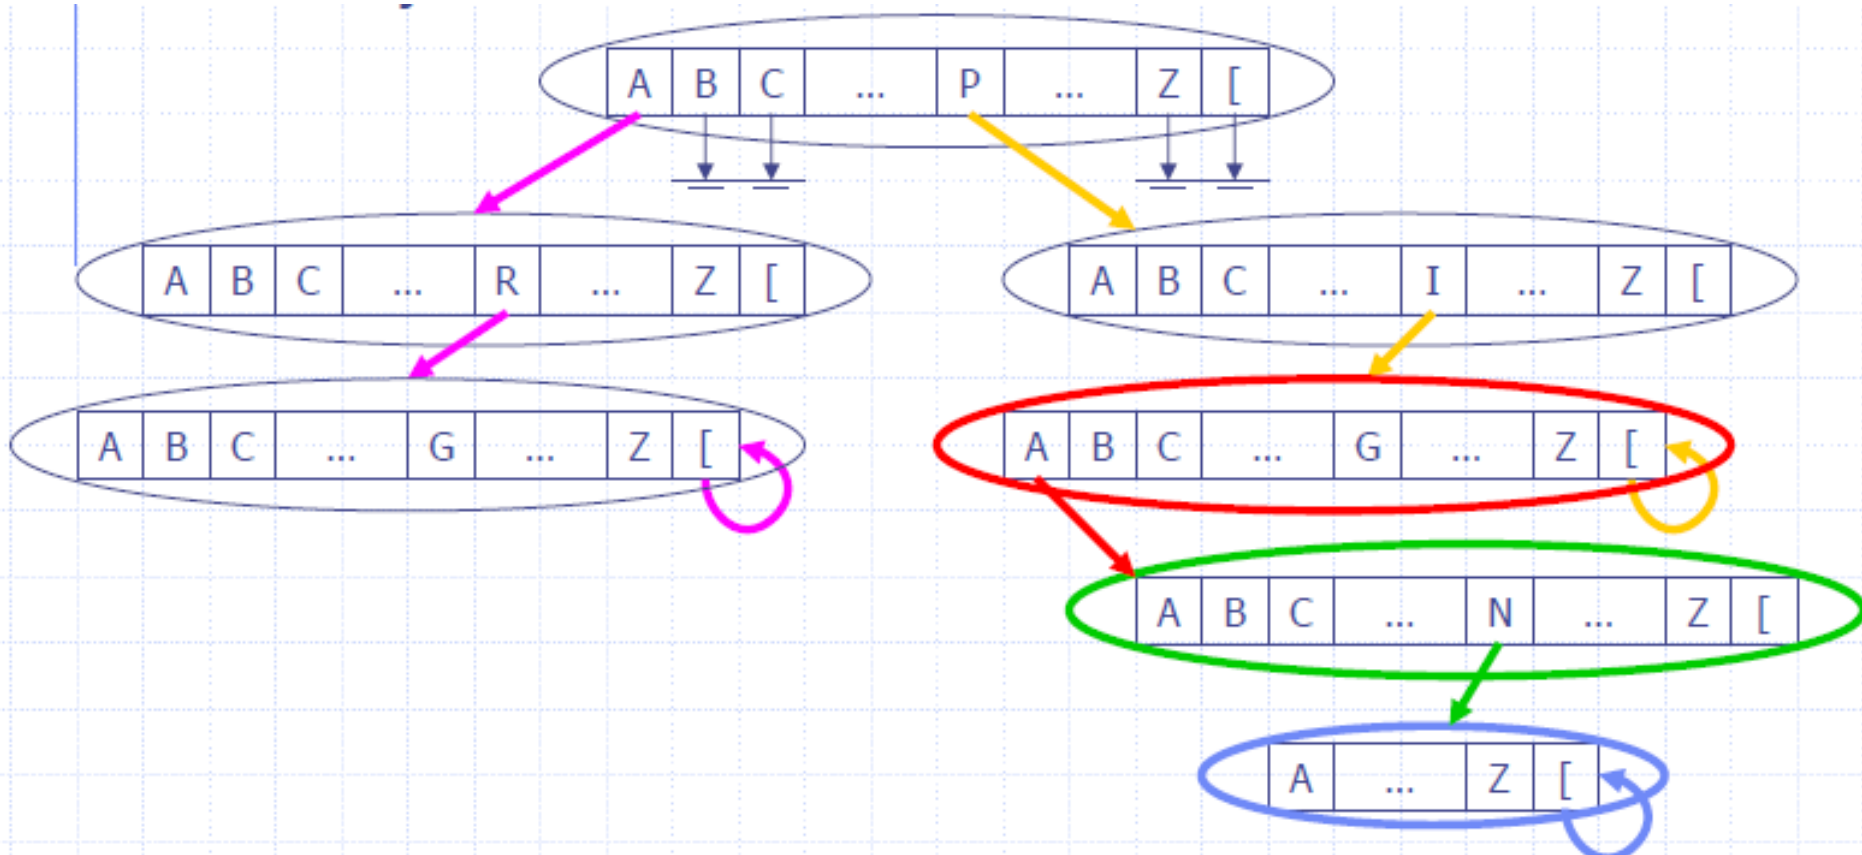 A B C ... P ... Z [
A B C ... R ... Z [
A B C ... I ... Z [
A B C ... G ... Z [
A B C ... G ... Z [
A B C ... N ... Z [
A ... Z [